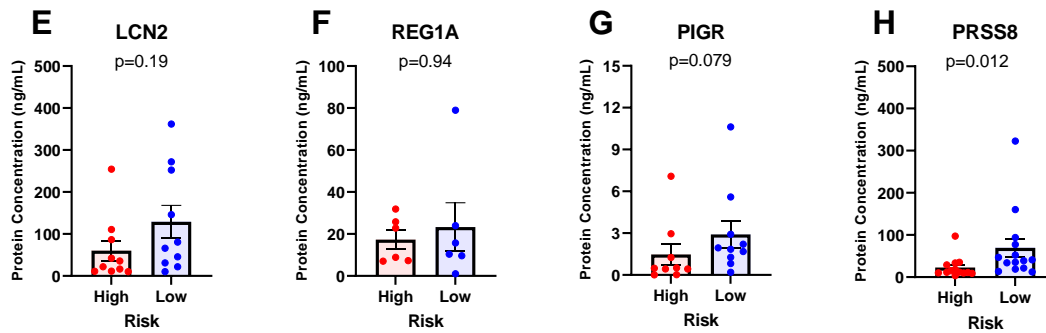 E
LCN2
p=0.19
Protein Concentration (ng/mL)
500
400
300
200
100
0
High
Low
Risk
F
REG1A
p=0.94
Protein Concentration (ng/mL)
100
80
60
40
20
0
High
Low
Risk
G
PIGR
p=0.079
Protein Concentration (ng/mL)
15
12
9
6
3
0
High
Low
Risk
H
PRSS8
p=0.012
Protein Concentration (ng/mL)
500
400
300
200
100
0
High
Low
Risk